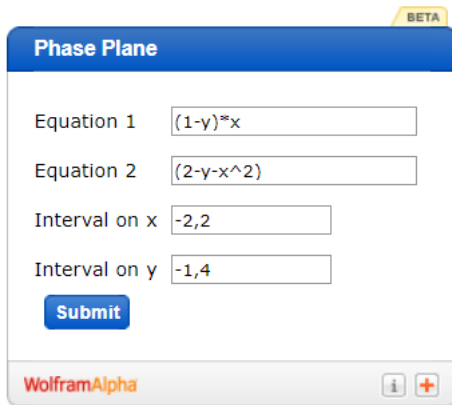 BETA
Phase Plane
Equation 1 (1-y)*x
Equation 2 (2-y-x^2)
Interval on x -2,2
Interval on y -1,4
Submit
WolframAlpha i +